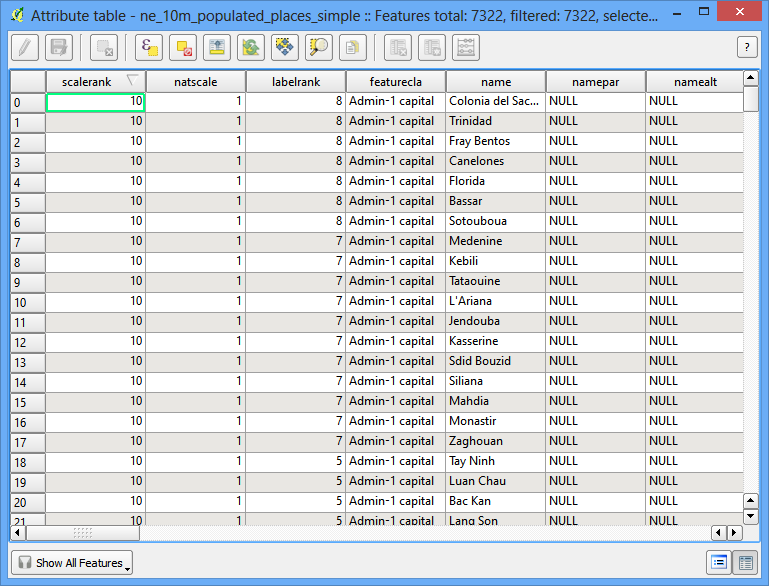 Attribute table - ne_10m_populated_places_simple :: Features total: 7322, filtered: 7322, selecte...
?
scalerank natscale labelrank featurecla name namepar namealt
0 10 1 8 Admin-1 capital Colonia del Sac... NULL NULL
1 10 1 8 Admin-1 capital Trinidad NULL NULL
2 10 1 8 Admin-1 capital Fray Bentos NULL NULL
3 10 1 8 Admin-1 capital Canelones NULL NULL
4 10 1 8 Admin-1 capital Florida NULL NULL
5 10 1 8 Admin-1 capital Bassar NULL NULL
6 10 1 8 Admin-1 capital Sotouboua NULL NULL
7 10 1 7 Admin-1 capital Medenine NULL NULL
8 10 1 7 Admin-1 capital Kebili NULL NULL
9 10 1 7 Admin-1 capital Tataouine NULL NULL
10 10 1 7 Admin-1 capital L'Ariana NULL NULL
11 10 1 7 Admin-1 capital Jendouba NULL NULL
12 10 1 7 Admin-1 capital Kasserine NULL NULL
13 10 1 7 Admin-1 capital Sdid Bouzid NULL NULL
14 10 1 7 Admin-1 capital Siliana NULL NULL
15 10 1 7 Admin-1 capital Mahdia NULL NULL
16 10 1 7 Admin-1 capital Monastir NULL NULL
17 10 1 7 Admin-1 capital Zaghouan NULL NULL
18 10 1 5 Admin-1 capital Tay Ninh NULL NULL
19 10 1 5 Admin-1 capital Luan Chau NULL NULL
20 10 1 5 Admin-1 capital Bac Kan NULL NULL
21 10 1 5 Admin-1 capital Lang Son NULL NULL
Show All Features